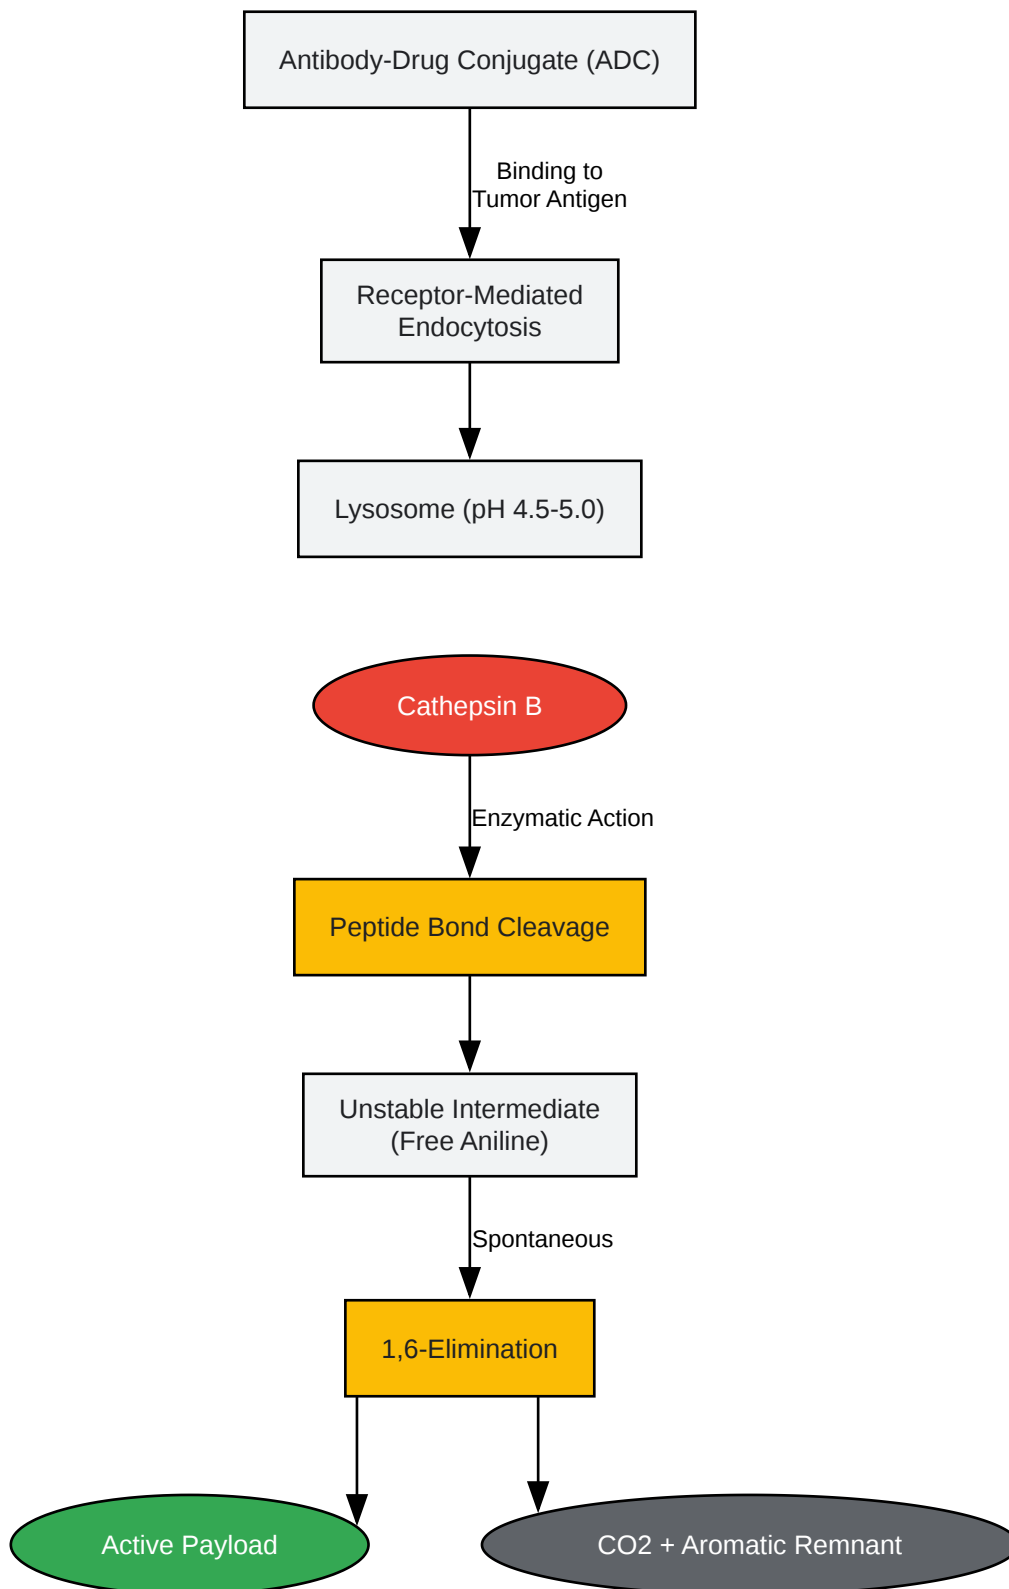 Antibody-Drug Conjugate (ADC)
Binding to
Tumor Antigen
Receptor-Mediated
Endocytosis
Lysosome (pH 4.5-5.0)
Cathepsin B
Enzymatic Action
Peptide Bond Cleavage
Unstable Intermediate
(Free Aniline)
Spontaneous
1,6-Elimination
Active Payload
CO2 + Aromatic Remnant